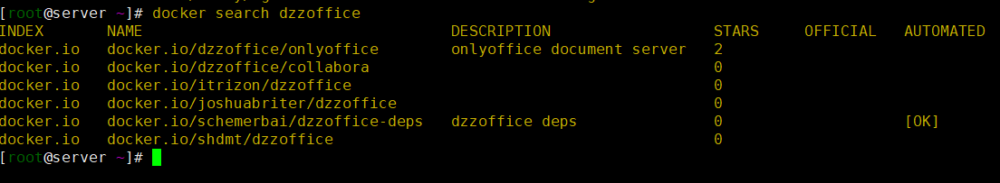 [root@server ~]# docker search dzzoffice
INDEX NAME DESCRIPTION STARS OFFICIAL AUTOMATED
docker.io docker.io/dzzoffice/onlyoffice onlyoffice document server 2
docker.io docker.io/dzzoffice/collabora 0
docker.io docker.io/itrizon/dzzoffice 0
docker.io docker.io/joshuabriter/dzzoffice 0
docker.io docker.io/schemerbai/dzzoffice-deps dzzoffice deps 0 [OK]
docker.io docker.io/shdmt/dzzoffice 0
[root@server ~]#